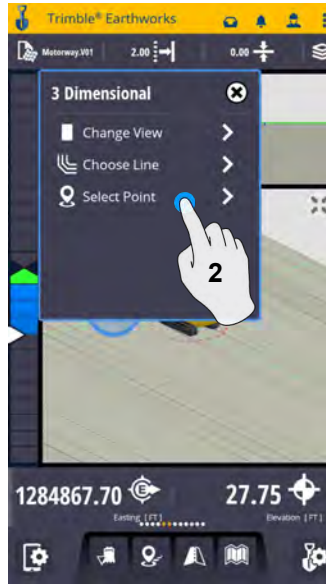 Trimble® Earthworks
Motorway.V01 2.00 0.00
3 Dimensional
Change View
Choose Line
Select Point
2
1284867.70 27.75
Easting [FT] Elevation [FT]